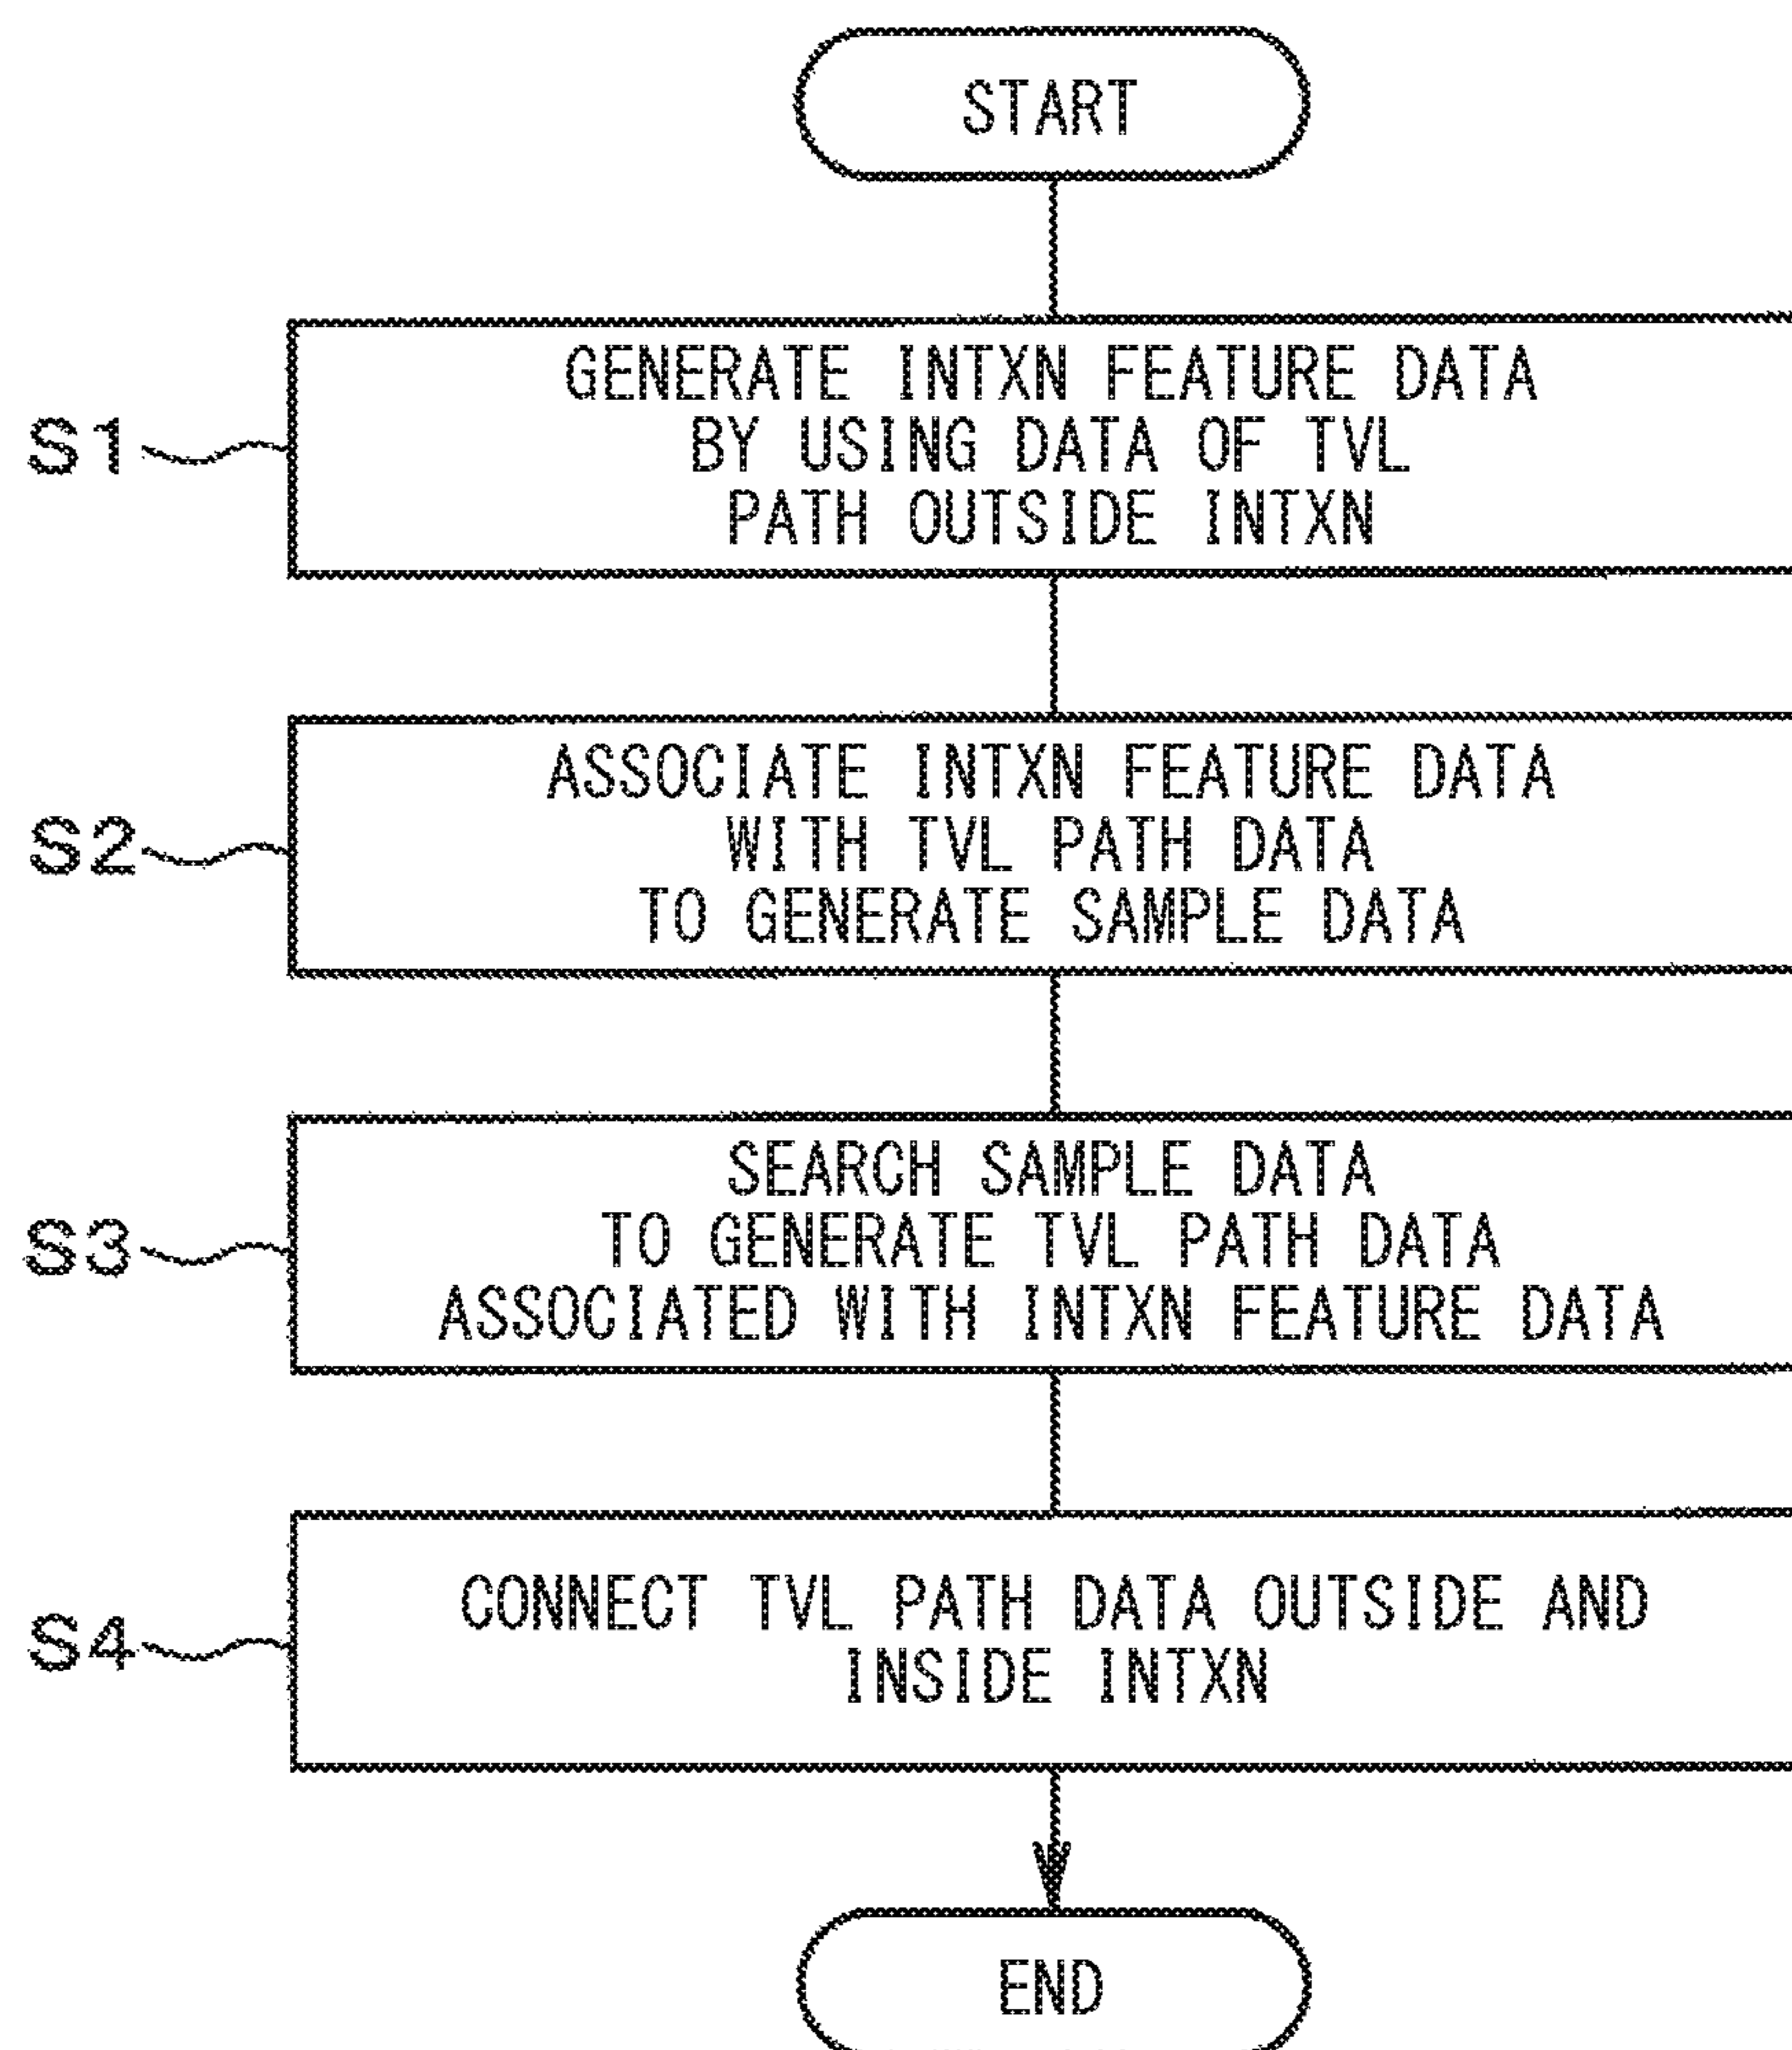 START
S1
GENERATE INTXN FEATURE DATA
BY USING DATA OF TVL
PATH OUTSIDE INTXN
S2
ASSOCIATE INTXN FEATURE DATA
WITH TVL PATH DATA
TO GENERATE SAMPLE DATA
S3
SEARCH SAMPLE DATA
TO GENERATE TVL PATH DATA
ASSOCIATED WITH INTXN FEATURE DATA
S4
CONNECT TVL PATH DATA OUTSIDE AND
INSIDE INTXN
END